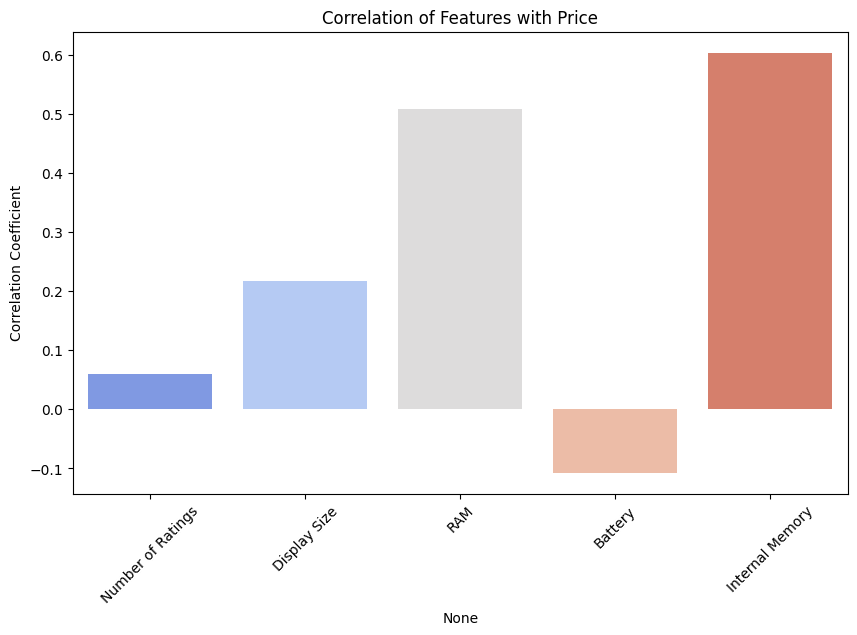 Correlation of Features with Price
Correlation Coefficient
0.6
0.5
0.4
0.3
0.2
0.1
0.0
−0.1
Number of Ratings
Display Size
RAM
Battery
Internal Memory
None